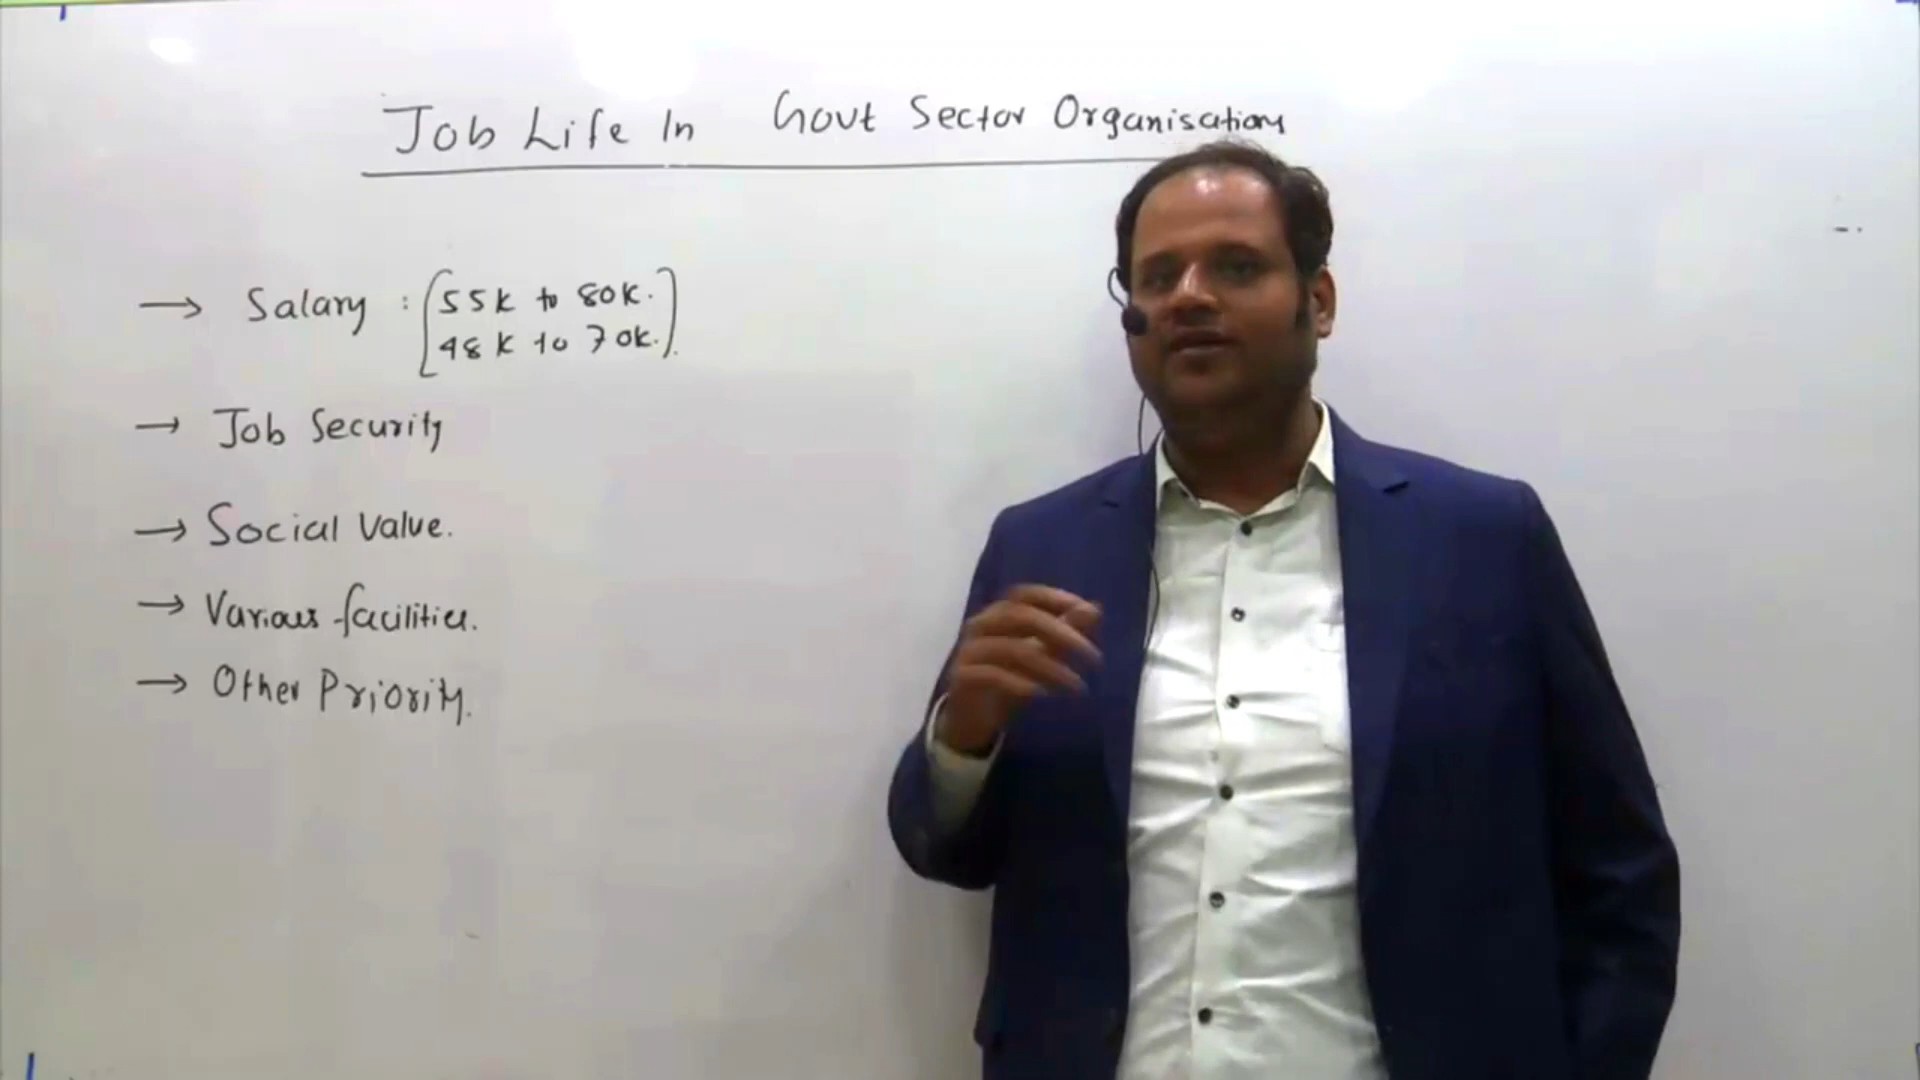 Job Life In Govt Sector Organisations
→ Salary : [55K to 80K.
48K to 70K.]
→ Job Security
→ Social Value.
→ Various facilities.
→ Other Priority.